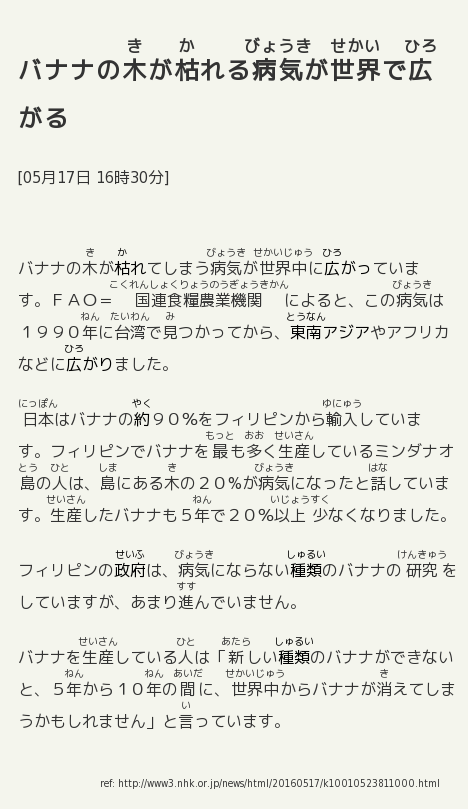 バナナの木が枯れる病気が世界で広
がる
[05月17日 16時30分]
バナナの木が枯れてしまう病気が世界中に広がっていま
す。ＦＡＯ＝ 国連食糧農業機関 によると、この病気は
１９９０年に台湾で見つかってから、東南アジアやアフリカ
などに広がりました。
日本はバナナの約９０％をフィリピンから輸入していま
す。フィリピンでバナナを最も多く生産しているミンダナオ
島の人は、島にある木の２０％が病気になったと話していま
す。生産したバナナも５年で２０％以上 少なくなりました。
フィリピンの政府は、病気にならない種類のバナナの 研究 を
していますが、あまり進んでいません。
バナナを生産している人は「新しい種類のバナナができない
と、５年から１０年の間に、世界中からバナナが消えてしま
うかもしれません」と言っています。
ref: http://www3.nhk.or.jp/news/html/20160517/k10010523811000.html